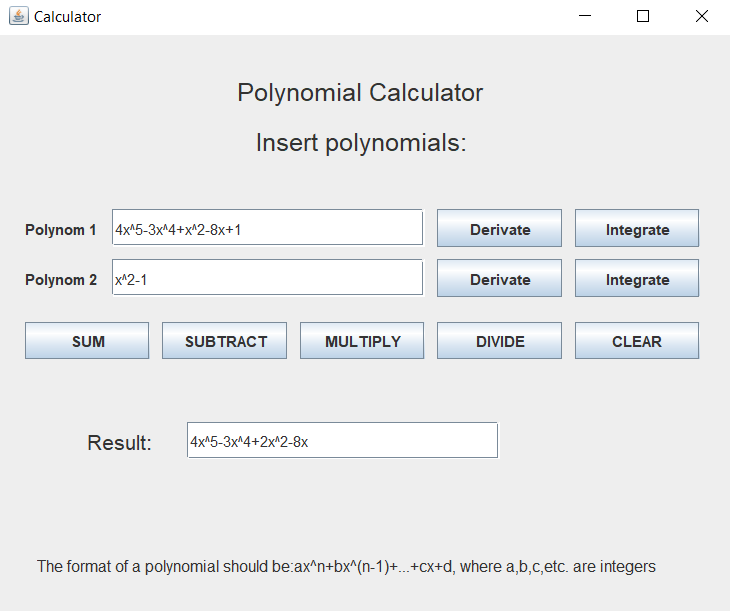 Calculator
Polynomial Calculator
Insert polynomials:
Polynom 1 4x^5-3x^4+x^2-8x+1 Derivate Integrate
Polynom 2 x^2-1 Derivate Integrate
SUM SUBTRACT MULTIPLY DIVIDE CLEAR
Result: 4x^5-3x^4+2x^2-8x
The format of a polynomial should be:ax^n+bx^(n-1)+...+cx+d, where a,b,c,etc. are integers